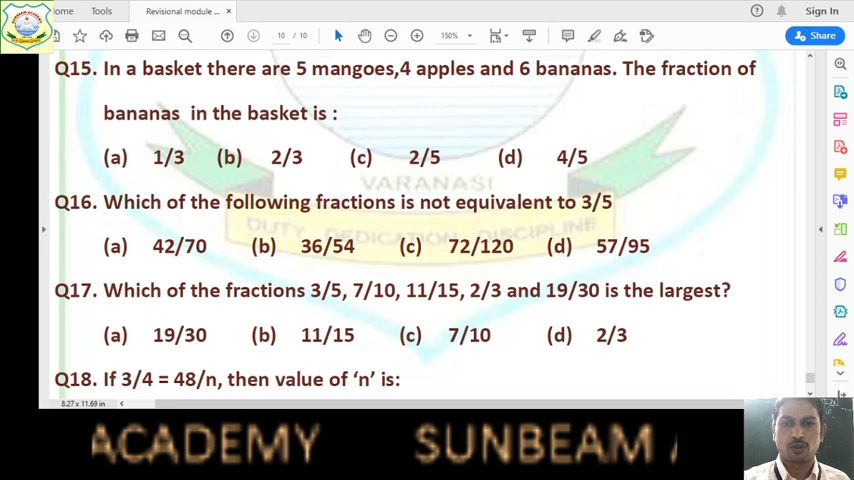 ome Tools Revisional module ... × Sign In
10 / 10 150% Share
Q15. In a basket there are 5 mangoes,4 apples and 6 bananas. The fraction of
bananas in the basket is :
(a) 1/3 (b) 2/3 (c) 2/5 (d) 4/5
VARANASI
Q16. Which of the following fractions is not equivalent to 3/5
DUTY DEDICATION DISCIPLINE
(a) 42/70 (b) 36/54 (c) 72/120 (d) 57/95
Q17. Which of the fractions 3/5, 7/10, 11/15, 2/3 and 19/30 is the largest?
(a) 19/30 (b) 11/15 (c) 7/10 (d) 2/3
Q18. If 3/4 = 48/n, then value of ‘n’ is:
8.27 x 11.69 in
ACADEMY SUNBEAM